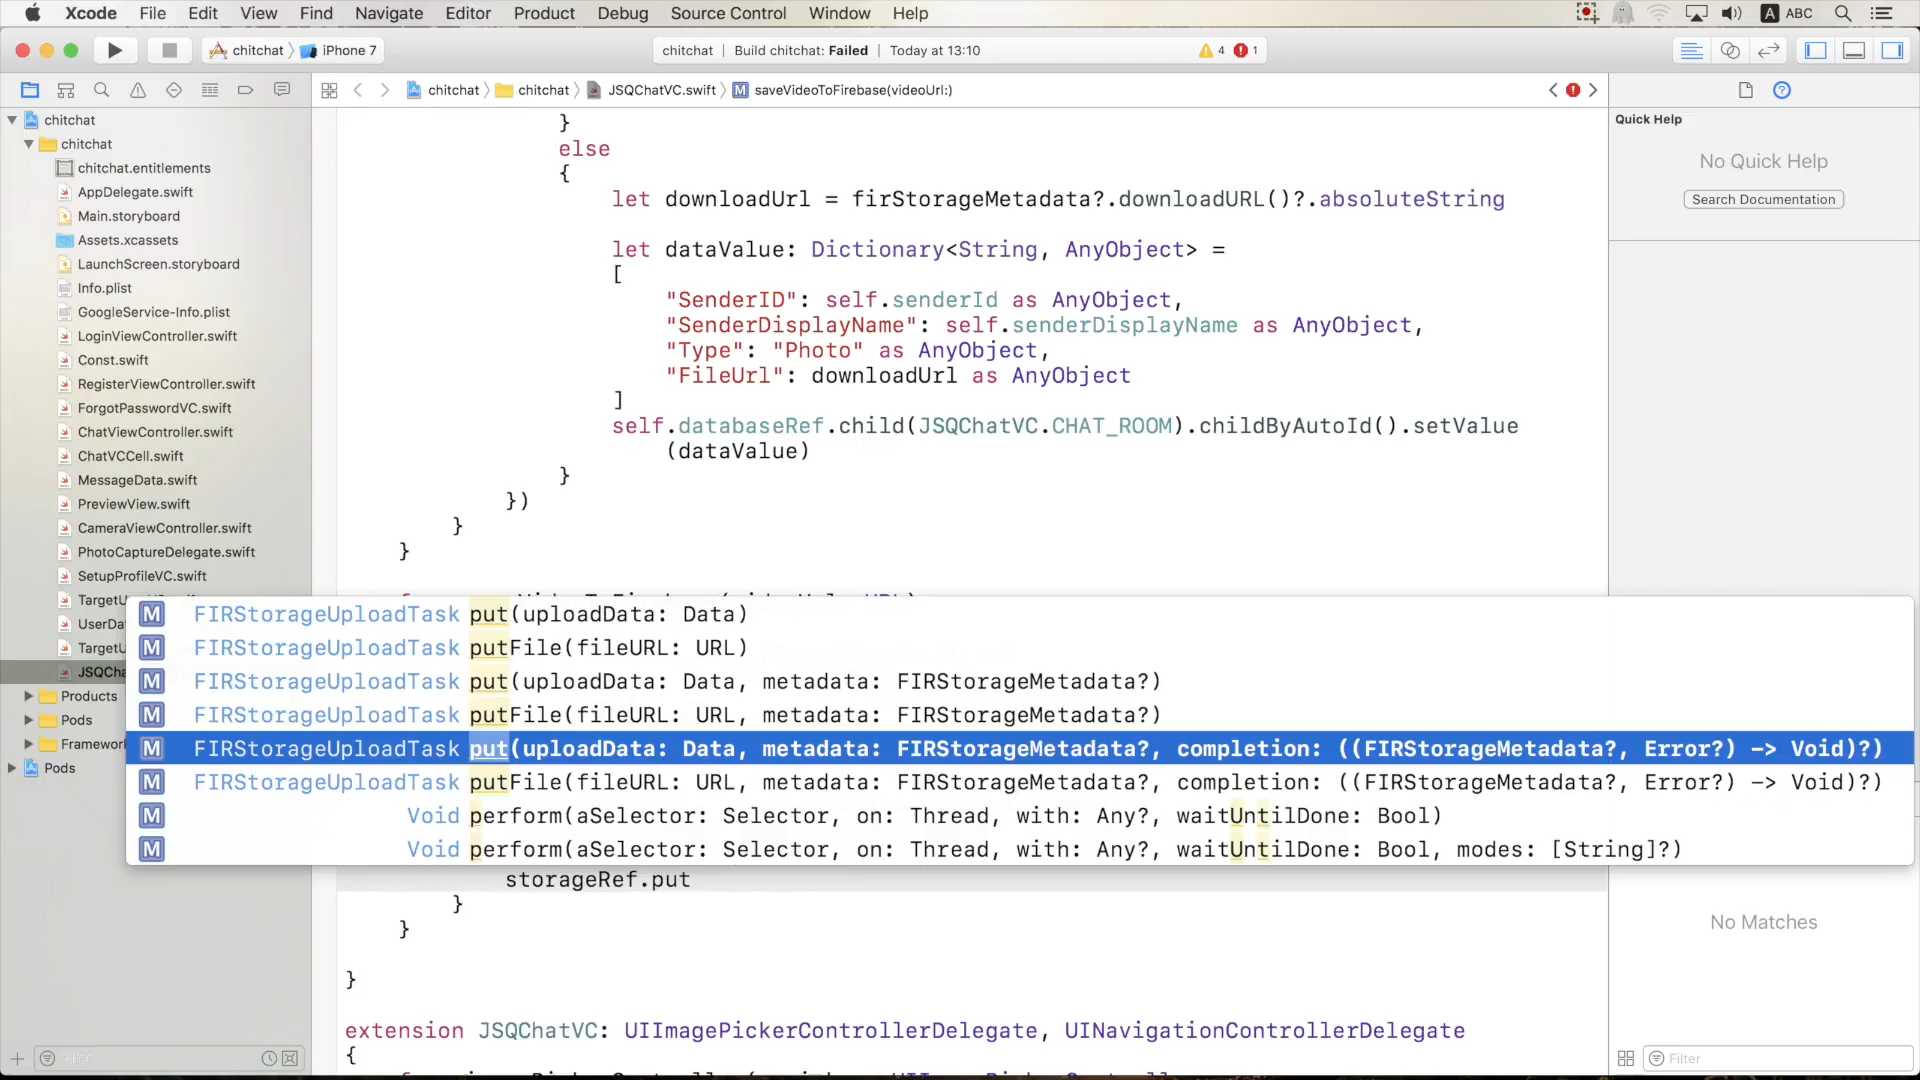 Xcode File Edit View Find Navigate Editor Product Debug Source Control Window Help A ABC
chitchat iPhone 7 chitchat | Build chitchat: Failed | Today at 13:10 4 1
chitchat chitchat JSQChatVC.swift M saveVideoToFirebase(videoUrl:)
Quick Help
No Quick Help
Search Documentation
chitchat
chitchat
chitchat.entitlements
AppDelegate.swift
Main.storyboard
Assets.xcassets
LaunchScreen.storyboard
Info.plist
GoogleService-Info.plist
LoginViewController.swift
Const.swift
RegisterViewController.swift
ForgotPasswordVC.swift
ChatViewController.swift
ChatVCCell.swift
MessageData.swift
PreviewView.swift
CameraViewController.swift
PhotoCaptureDelegate.swift
SetupProfileVC.swift
TargetU
UserDa
TargetU
JSQCha
Products
Pods
Framework
Pods
}
else
{
let downloadUrl = firStorageMetadata?.downloadURL()?.absoluteString
let dataValue: Dictionary<String, AnyObject> =
[
"SenderID": self.senderId as AnyObject,
"SenderDisplayName": self.senderDisplayName as AnyObject,
"Type": "Photo" as AnyObject,
"FileUrl": downloadUrl as AnyObject
]
self.databaseRef.child(JSQChatVC.CHAT_ROOM).childByAutoId().setValue
(dataValue)
}
})
}
}
M FIRStorageUploadTask put(uploadData: Data)
M FIRStorageUploadTask putFile(fileURL: URL)
M FIRStorageUploadTask put(uploadData: Data, metadata: FIRStorageMetadata?)
M FIRStorageUploadTask putFile(fileURL: URL, metadata: FIRStorageMetadata?)
M FIRStorageUploadTask put(uploadData: Data, metadata: FIRStorageMetadata?, completion: ((FIRStorageMetadata?, Error?) -> Void)?)
M FIRStorageUploadTask putFile(fileURL: URL, metadata: FIRStorageMetadata?, completion: ((FIRStorageMetadata?, Error?) -> Void)?)
M Void perform(aSelector: Selector, on: Thread, with: Any?, waitUntilDone: Bool)
M Void perform(aSelector: Selector, on: Thread, with: Any?, waitUntilDone: Bool, modes: [String]?)
storageRef.put
}
}
}
extension JSQChatVC: UIImagePickerControllerDelegate, UINavigationControllerDelegate
{
No Matches
Filter
Filter